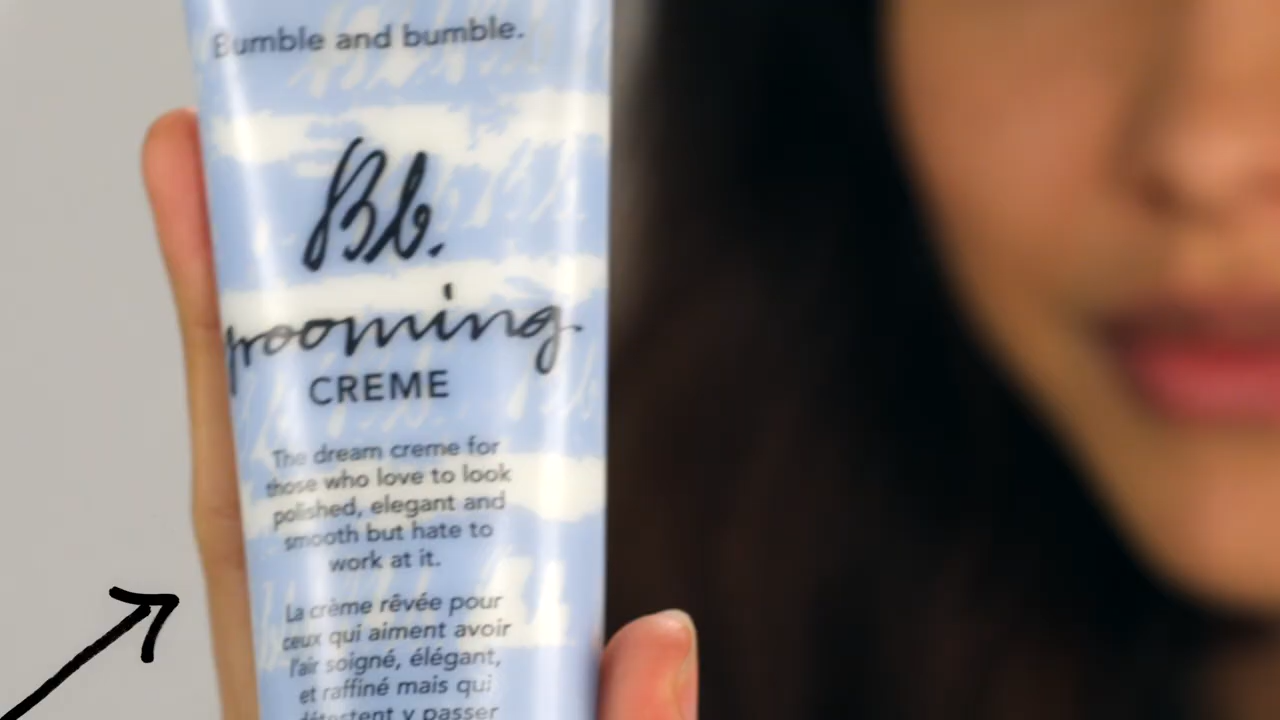 Bumble and bumble.
Bb.
grooming
CREME
The dream creme for
those who love to look
polished, elegant and
smooth but hate to
work at it.
La crème rêvée pour
ceux qui aiment avoir
l'air soigné, élégant,
et raffiné mais qui
détestent y passer